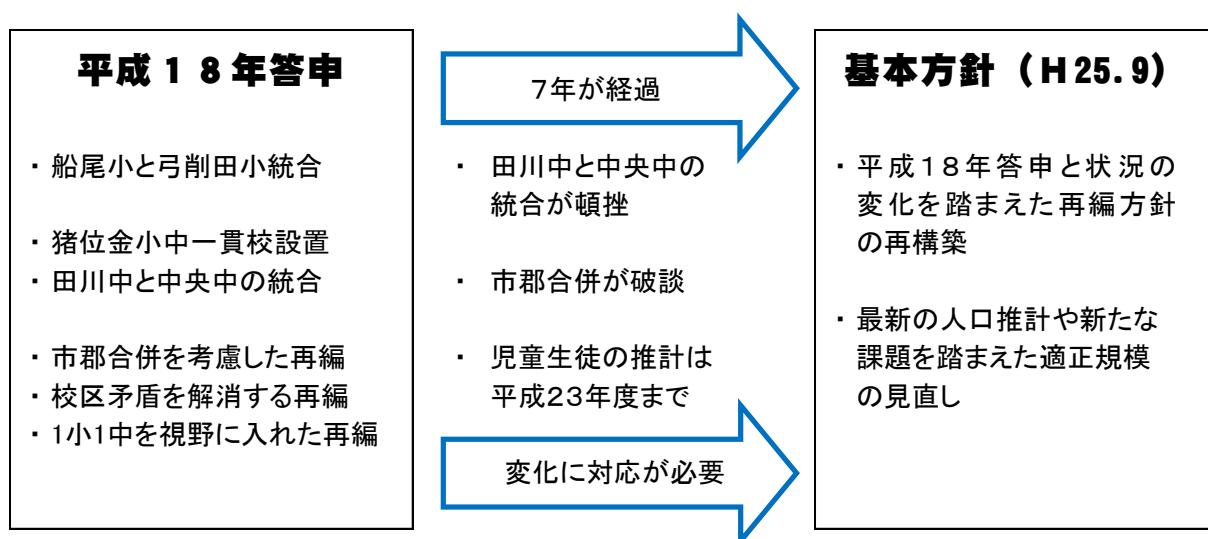 平成１８年答申
・船尾小と弓削田小統合
・猪位金小中一貫校設置
・田川中と中央中の統合
・市郡合併を考慮した再編
・校区矛盾を解消する再編
・1小1中を視野に入れた再編
７年が経過
・ 田川中と中央中の
統合が頓挫
・ 市郡合併が破談
・ 児童生徒の推計は
平成２３年度まで
変化に対応が必要
基本方針（Ｈ25.9）
・平成１８年答申と状況の
変化を踏まえた再編方針
の再構築
・最新の人口推計や新たな
課題を踏まえた適正規模
の見直し